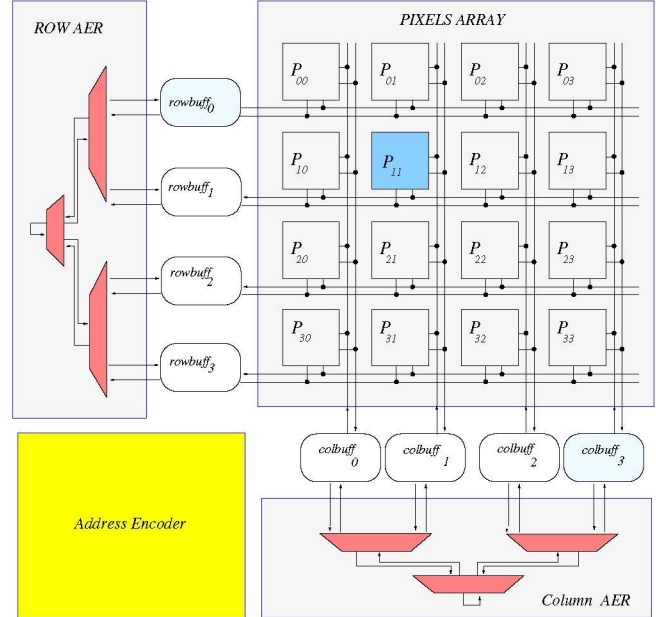 ROW AER
PIXELS ARRAY
P00 P01 P02 P03
rowbuff0
P10 P11 P12 P13
rowbuff1
P20 P21 P22 P23
rowbuff2
P30 P31 P32 P33
rowbuff3
colbuff0 colbuff1 colbuff2 colbuff3
Address Encoder
Column AER